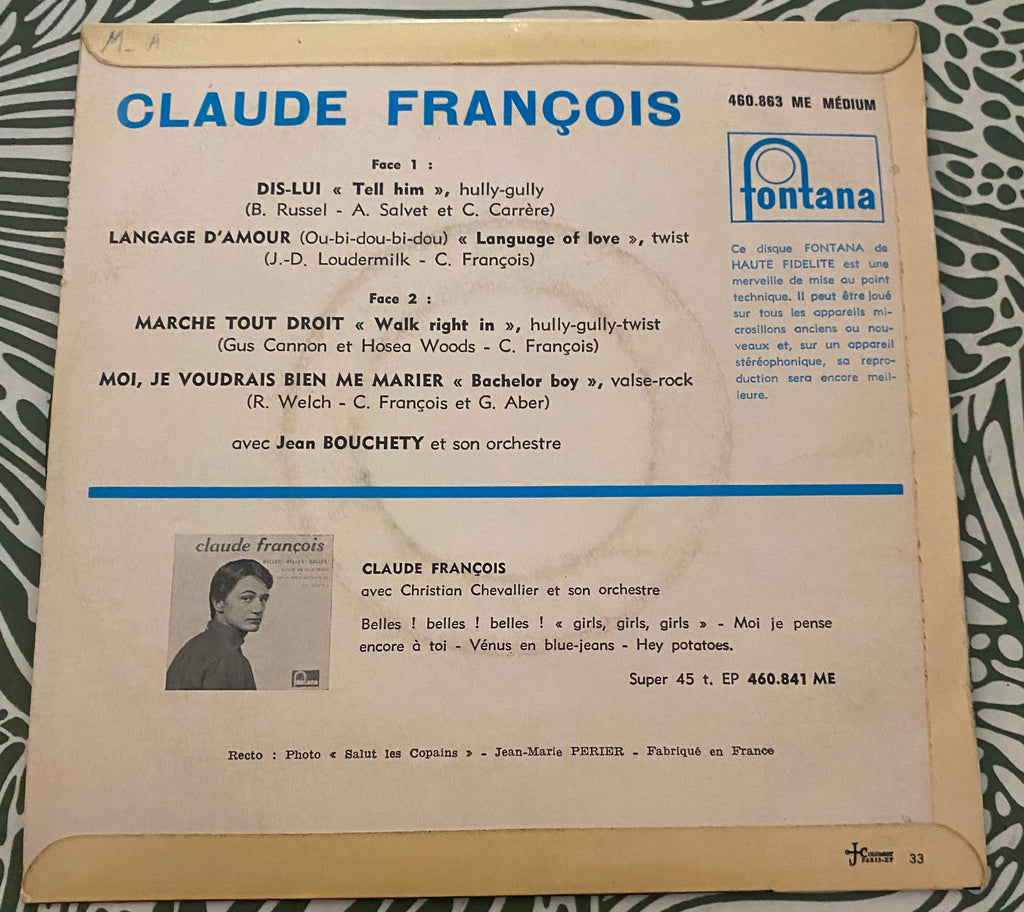 M_ A
CLAUDE FRANÇOIS
460.863 ME MÉDIUM
Face 1 :
DIS-LUI « Tell him », hully-gully
(B. Russel - A. Salvet et C. Carrère)
LANGAGE D'AMOUR (Ou-bi-dou-bi-dou) « Language of love », twist
(J.-D. Loudermilk - C. François)
Face 2 :
MARCHE TOUT DROIT « Walk right in », hully-gully-twist
(Gus Cannon et Hosea Woods - C. François)
MOI, JE VOUDRAIS BIEN ME MARIER « Bachelor boy », valse-rock
(R. Welch - C. François et G. Aber)
avec Jean BOUCHETY et son orchestre
fontana
Ce disque FONTANA de
HAUTE FIDELITE est une
merveille de mise au point
technique. Il peut être joué
sur tous les appareils mi-
crosillons anciens ou nou-
veaux et, sur un appareil
stéréophonique, sa repro-
duction sera encore meil-
leure.
claude françois
BELLES! BELLES! BELLES!
fontana
CLAUDE FRANÇOIS
avec Christian Chevallier et son orchestre
Belles ! belles ! belles ! « girls, girls, girls » - Moi je pense
encore à toi - Vénus en blue-jeans - Hey potatoes.
Super 45 t. EP 460.841 ME
Recto : Photo « Salut les Copains » - Jean-Marie PERIER - Fabriqué en France
J. COLOMBET
PARIS-XV
33